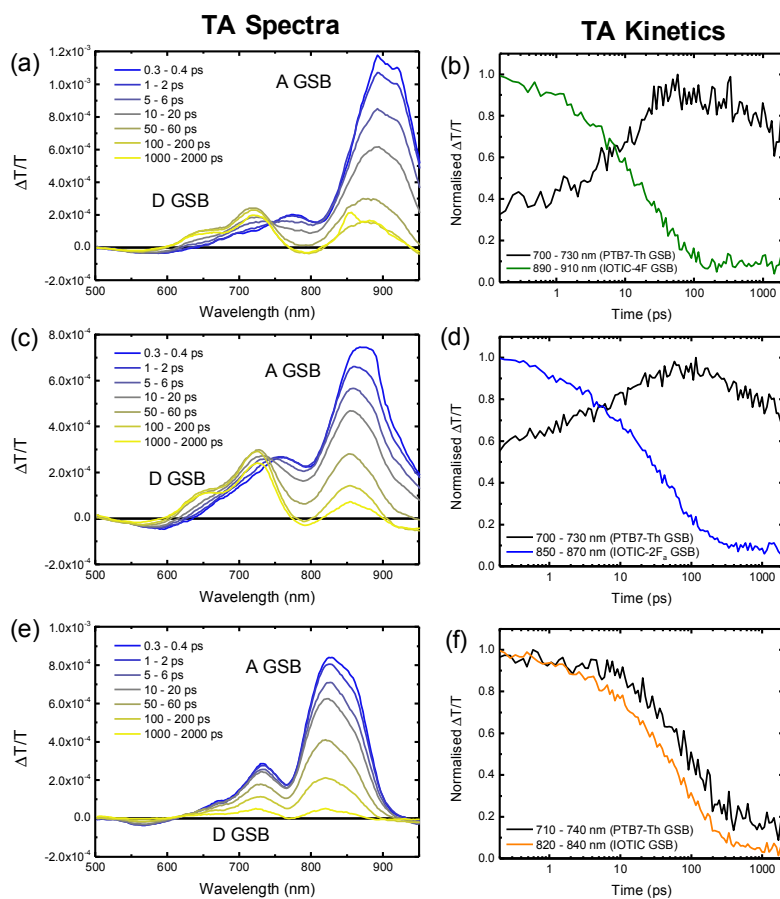 TA Spectra
TA Kinetics
(a)
1.2x10⁻³
1.0x10⁻³
8.0x10⁻⁴
6.0x10⁻⁴
4.0x10⁻⁴
2.0x10⁻⁴
0.0
-2.0x10⁻⁴
ΔT/T
0.3 - 0.4 ps
1 - 2 ps
5 - 6 ps
10 - 20 ps
50 - 60 ps
100 - 200 ps
1000 - 2000 ps
A GSB
D GSB
500 600 700 800 900
Wavelength (nm)
(b)
1.0
0.8
0.6
0.4
0.2
0.0
Normalised ΔT/T
700 - 730 nm (PTB7-Th GSB)
890 - 910 nm (IOTIC-4F GSB)
1 10 100 1000
Time (ps)
(c)
8.0x10⁻⁴
6.0x10⁻⁴
4.0x10⁻⁴
2.0x10⁻⁴
0.0
-2.0x10⁻⁴
ΔT/T
0.3 - 0.4 ps
1 - 2 ps
5 - 6 ps
10 - 20 ps
50 - 60 ps
100 - 200 ps
1000 - 2000 ps
A GSB
D GSB
500 600 700 800 900
Wavelength (nm)
(d)
1.0
0.8
0.6
0.4
0.2
0.0
Normalised ΔT/T
700 - 730 nm (PTB7-Th GSB)
850 - 870 nm (IOTIC-2Fₐ GSB)
1 10 100 1000
Time (ps)
(e)
1.0x10⁻³
8.0x10⁻⁴
6.0x10⁻⁴
4.0x10⁻⁴
2.0x10⁻⁴
0.0
-2.0x10⁻⁴
ΔT/T
0.3 - 0.4 ps
1 - 2 ps
5 - 6 ps
10 - 20 ps
50 - 60 ps
100 - 200 ps
1000 - 2000 ps
A GSB
D GSB
500 600 700 800 900
Wavelength (nm)
(f)
1.0
0.8
0.6
0.4
0.2
0.0
Normalised ΔT/T
710 - 740 nm (PTB7-Th GSB)
820 - 840 nm (IOTIC GSB)
1 10 100 1000
Time (ps)